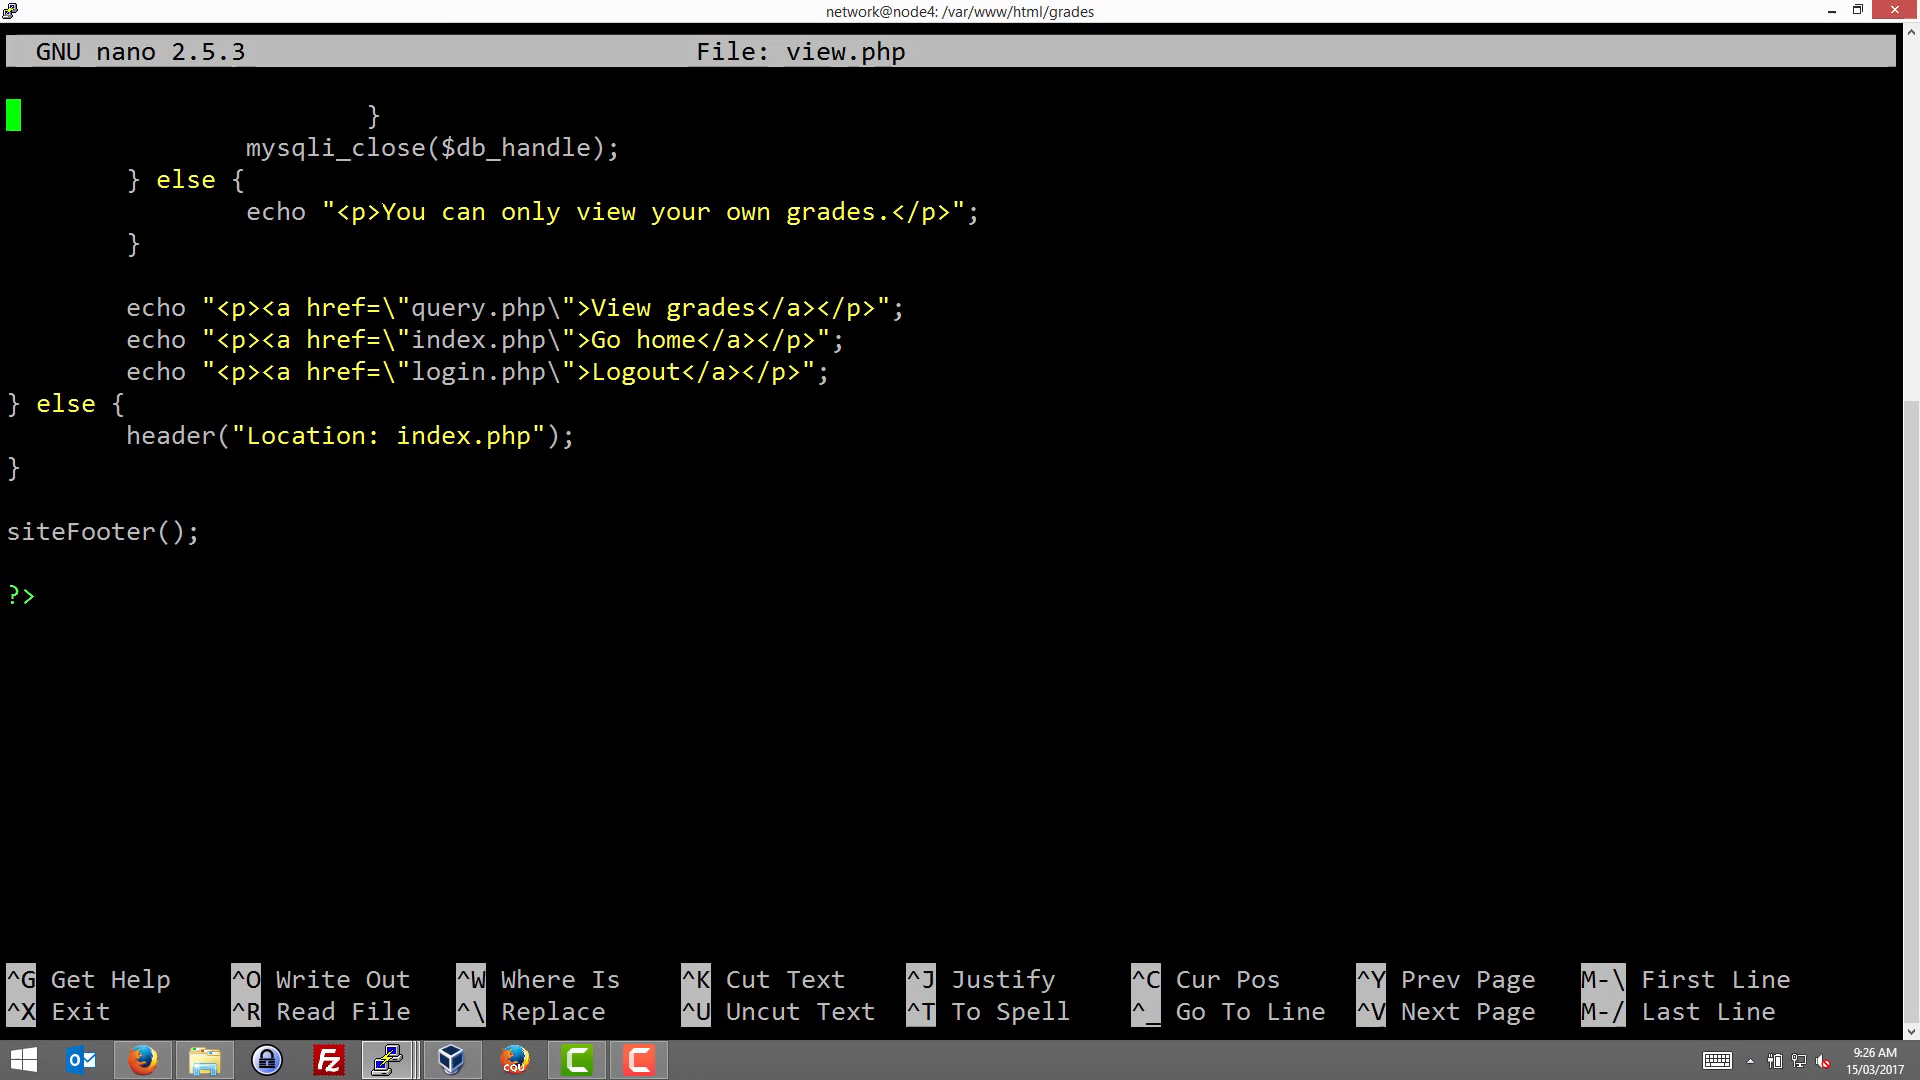 network@node4: /var/www/html/grades
GNU nano 2.5.3 File: view.php
}
mysqli_close($db_handle);
} else {
echo "<p>You can only view your own grades.</p>";
}
echo "<p><a href=\"query.php\">View grades</a></p>";
echo "<p><a href=\"index.php\">Go home</a></p>";
echo "<p><a href=\"login.php\">Logout</a></p>";
} else {
header("Location: index.php");
}
siteFooter();
?>
^G Get Help ^O Write Out ^W Where Is ^K Cut Text ^J Justify ^C Cur Pos ^Y Prev Page M-\ First Line
^X Exit ^R Read File ^\ Replace ^U Uncut Text ^T To Spell ^_ Go To Line ^V Next Page M-/ Last Line
9:26 AM
15/03/2017